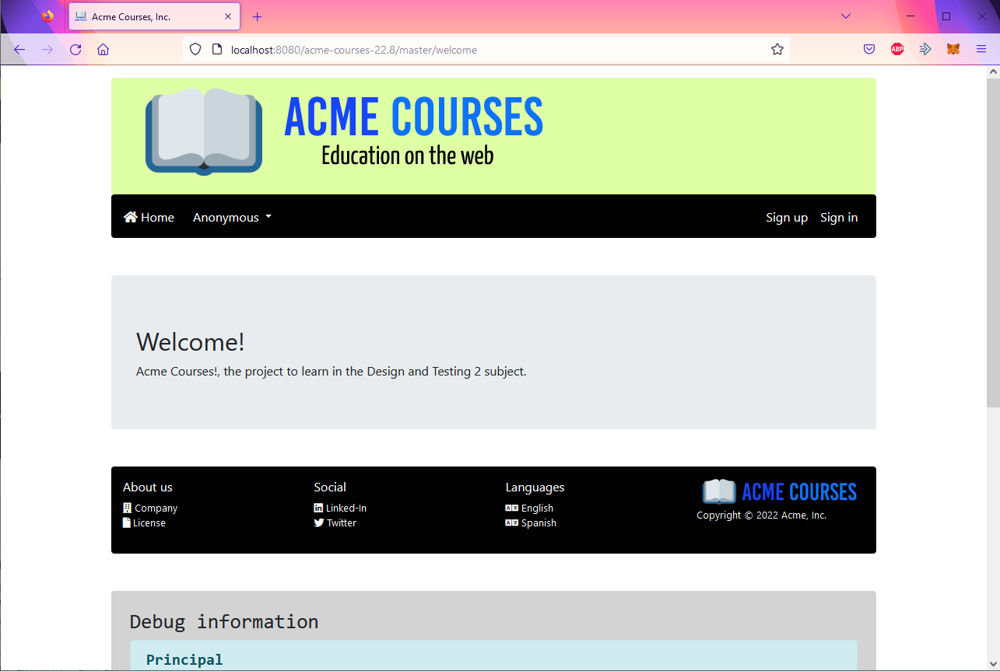 Acme Courses, Inc.
localhost:8080/acme-courses-22.8/master/welcome
ABP
ACME COURSES
Education on the web
Home Anonymous Sign up Sign in
Welcome!
Acme Courses!, the project to learn in the Design and Testing 2 subject.
About us
Company
License
Social
Linked-In
Twitter
Languages
English
Spanish
ACME COURSES
Copyright © 2022 Acme, Inc.
Debug information
Principal